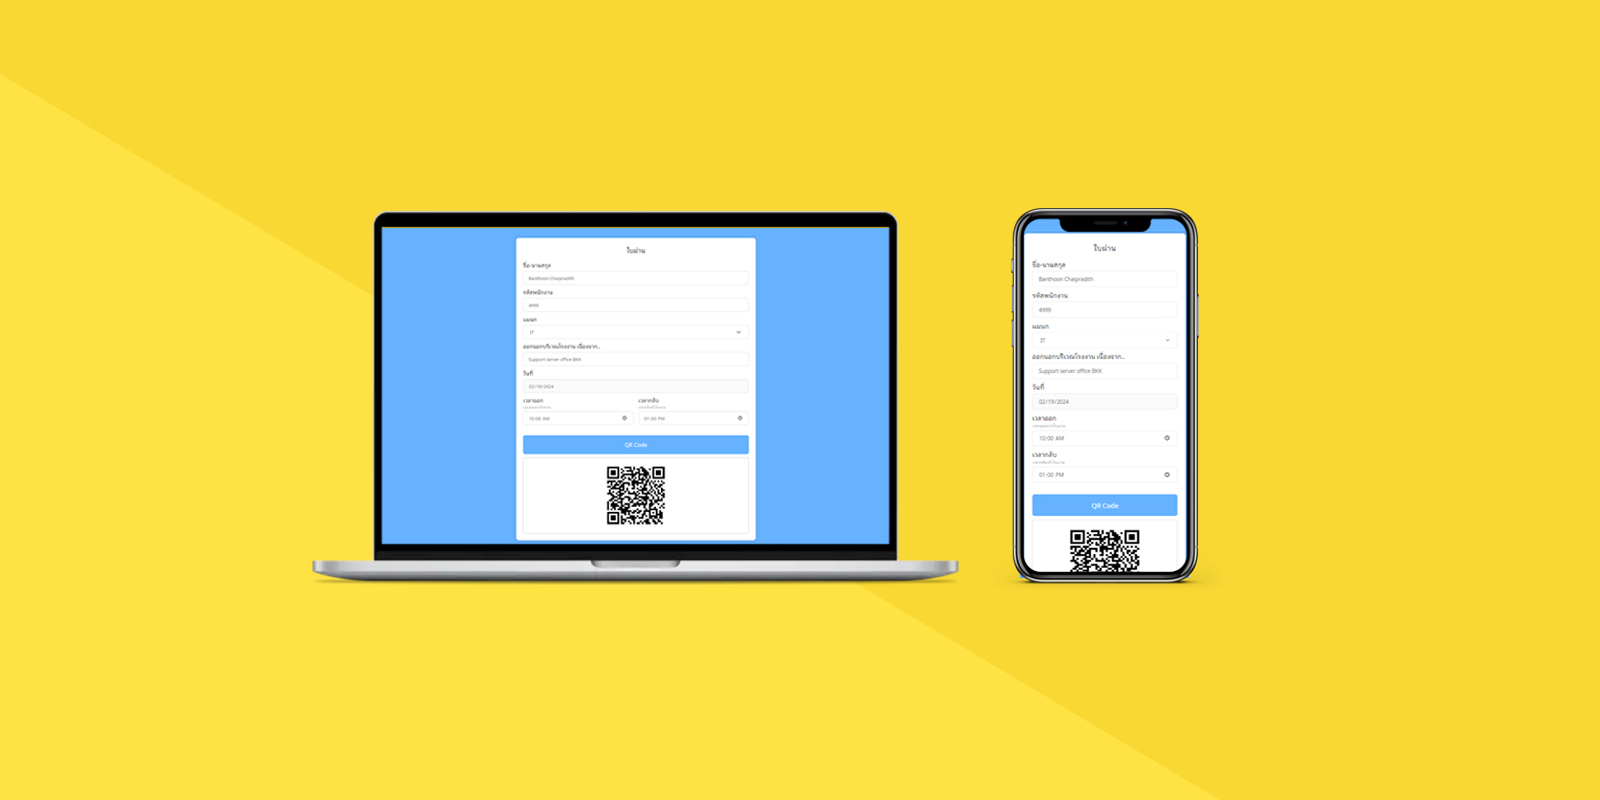 ใบผ่าน
ชื่อ-นามสกุล
Banthoon Chaipradith
รหัสพนักงาน
4999
แผนก
IT
ออกนอกบริเวณโรงงาน เนื่องจาก..
Support server office BKK
วันที่
02/19/2024
เวลาออก
เวลากลับ
10:00 AM
01:00 PM
QR Code
ใบผ่าน
ชื่อ-นามสกุล
Banthoon Chaipradith
รหัสพนักงาน
4999
แผนก
IT
ออกนอกบริเวณโรงงาน เนื่องจาก..
Support server office BKK
วันที่
02/19/2024
เวลาออก
10:00 AM
เวลากลับ
01:00 PM
QR Code